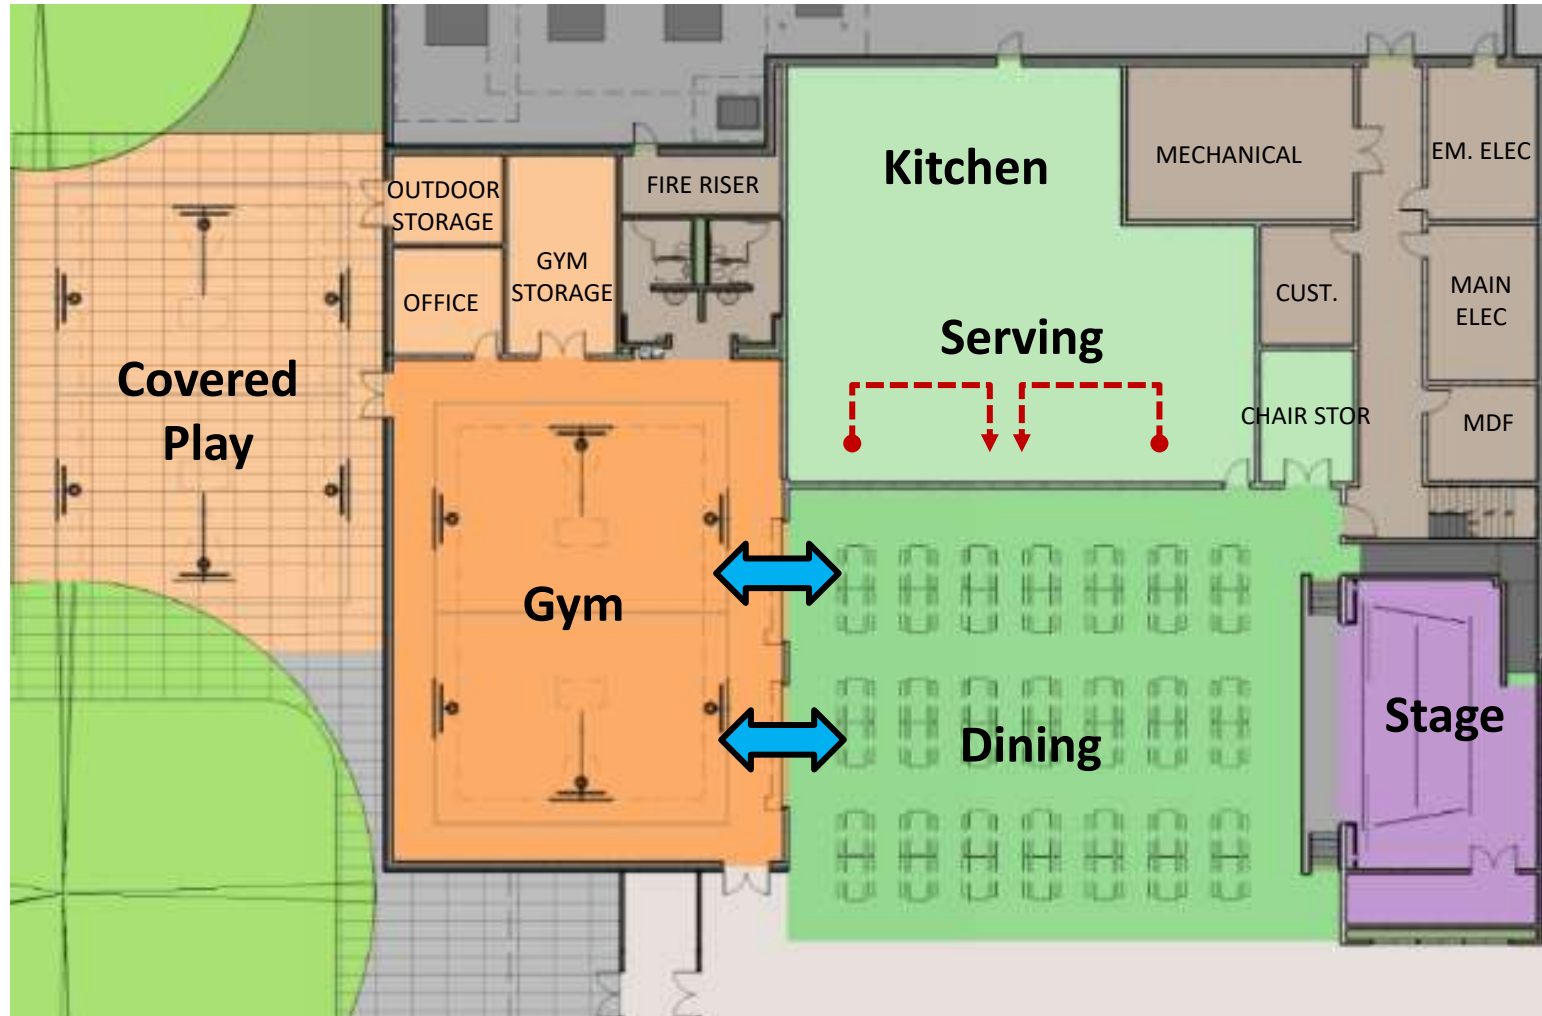 Kitchen
MECHANICAL
EM. ELEC
OUTDOOR
STORAGE
FIRE RISER
GYM
STORAGE
OFFICE
CUST.
MAIN
ELEC
Serving
Covered
Play
CHAIR STOR
MDF
Gym
Dining
Stage